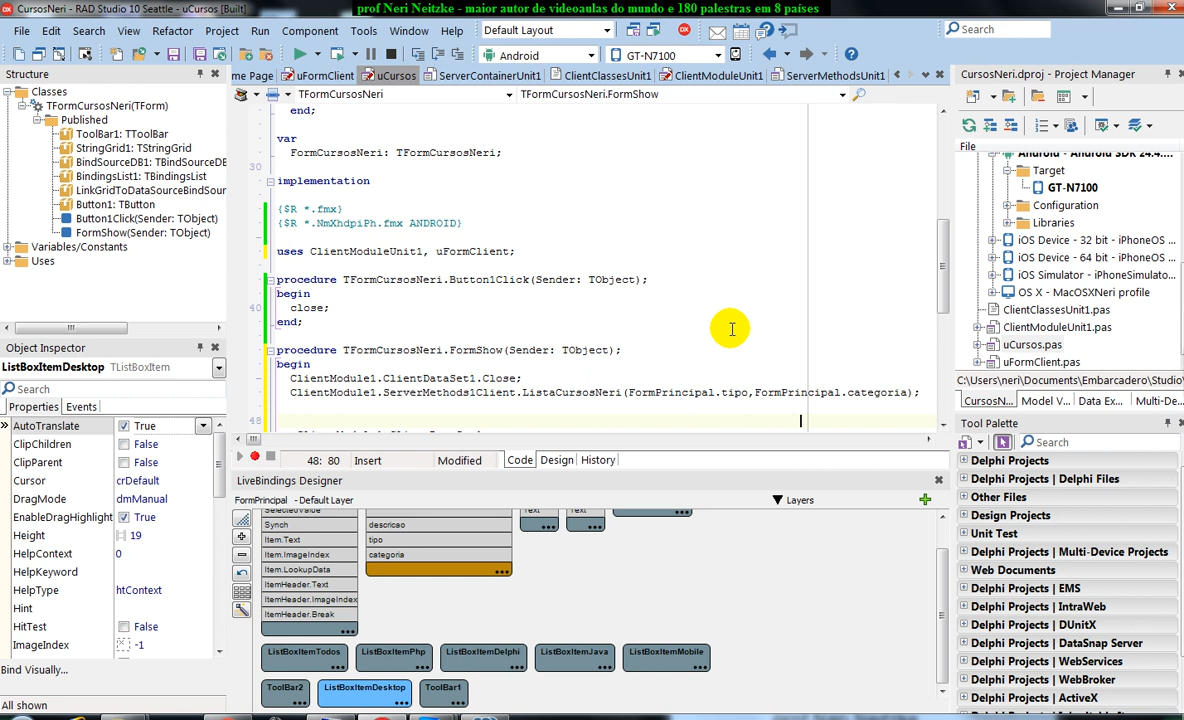 CursosNeri - RAD Studio 10 Seattle - uCursos [Built]
prof Neri Neitzke - maior autor de videoaulas do mundo e 180 palestras em 8 países
File Edit Search View Refactor Project Run Component Tools Window Help
Default Layout
Search
Android
GT-N7100
Structure
Classes
TFormCursosNeri(TForm)
Published
ToolBar1: TToolBar
StringGrid1: TStringGrid
BindSourceDB1: TBindSourceDB
BindingsList1: TBindingsList
LinkGridToDataSourceBindSour
Button1: TButton
Button1Click(Sender: TObject)
FormShow(Sender: TObject)
Variables/Constants
Uses
Object Inspector
ListBoxItemDesktop TListBoxItem
Search
Properties Events
AutoTranslate True
ClipChildren False
ClipParent False
Cursor crDefault
DragMode dmManual
EnableDragHighlight True
Height 19
HelpContext 0
HelpKeyword
HelpType htContext
Hint
HitTest False
ImageIndex -1
Bind Visually...
All shown
me Page uFormClient uCursos ServerContainerUnit1 ClientClassesUnit1 ClientModuleUnit1 ServerMethodsUnit1
TFormCursosNeri TFormCursosNeri.FormShow
end;
var
FormCursosNeri: TFormCursosNeri;
30
implementation
{$R *.fmx}
{$R *.NmXhdpiPh.fmx ANDROID}
uses ClientModuleUnit1, uFormClient;
procedure TFormCursosNeri.Button1Click(Sender: TObject);
begin
40 close;
end;
procedure TFormCursosNeri.FormShow(Sender: TObject);
begin
ClientModule1.ClientDataSet1.Close;
ClientModule1.ServerMethods1Client.ListaCursosNeri(FormPrincipal.tipo,FormPrincipal.categoria);
48
48: 80 Insert Modified Code Design History
LiveBindings Designer
FormPrincipal - Default Layer
Layers
Synch
Item.Text
Item.ImageIndex
Item.LookupData
ItemHeader.Text
ItemHeader.ImageIndex
ItemHeader.Break
descricao
tipo
categoria
ListBoxItemTodos
ListBoxItemPhp
ListBoxItemDelphi
ListBoxItemJava
ListBoxItemMobile
ToolBar2
ListBoxItemDesktop
ToolBar1
CursosNeri.dproj - Project Manager
File
Android - Android SDK 24.4....
Target
GT-N7100
Configuration
Libraries
iOS Device - 32 bit - iPhoneOS ...
iOS Device - 64 bit - iPhoneOS ...
iOS Simulator - iPhoneSimulato...
OS X - MacOSXNeri profile
ClientClassesUnit1.pas
ClientModuleUnit1.pas
uCursos.pas
uFormClient.pas
C:\Users\neri\Documents\Embarcadero\Studio\
CursosN... Model V... Data Ex... Multi-De...
Tool Palette
Search
Delphi Projects
Delphi Projects | Delphi Files
Other Files
Design Projects
Unit Test
Delphi Projects | Multi-Device Projects
Web Documents
Delphi Projects | EMS
Delphi Projects | IntraWeb
Delphi Projects | DUnitX
Delphi Projects | DataSnap Server
Delphi Projects | WebServices
Delphi Projects | WebBroker
Delphi Projects | ActiveX